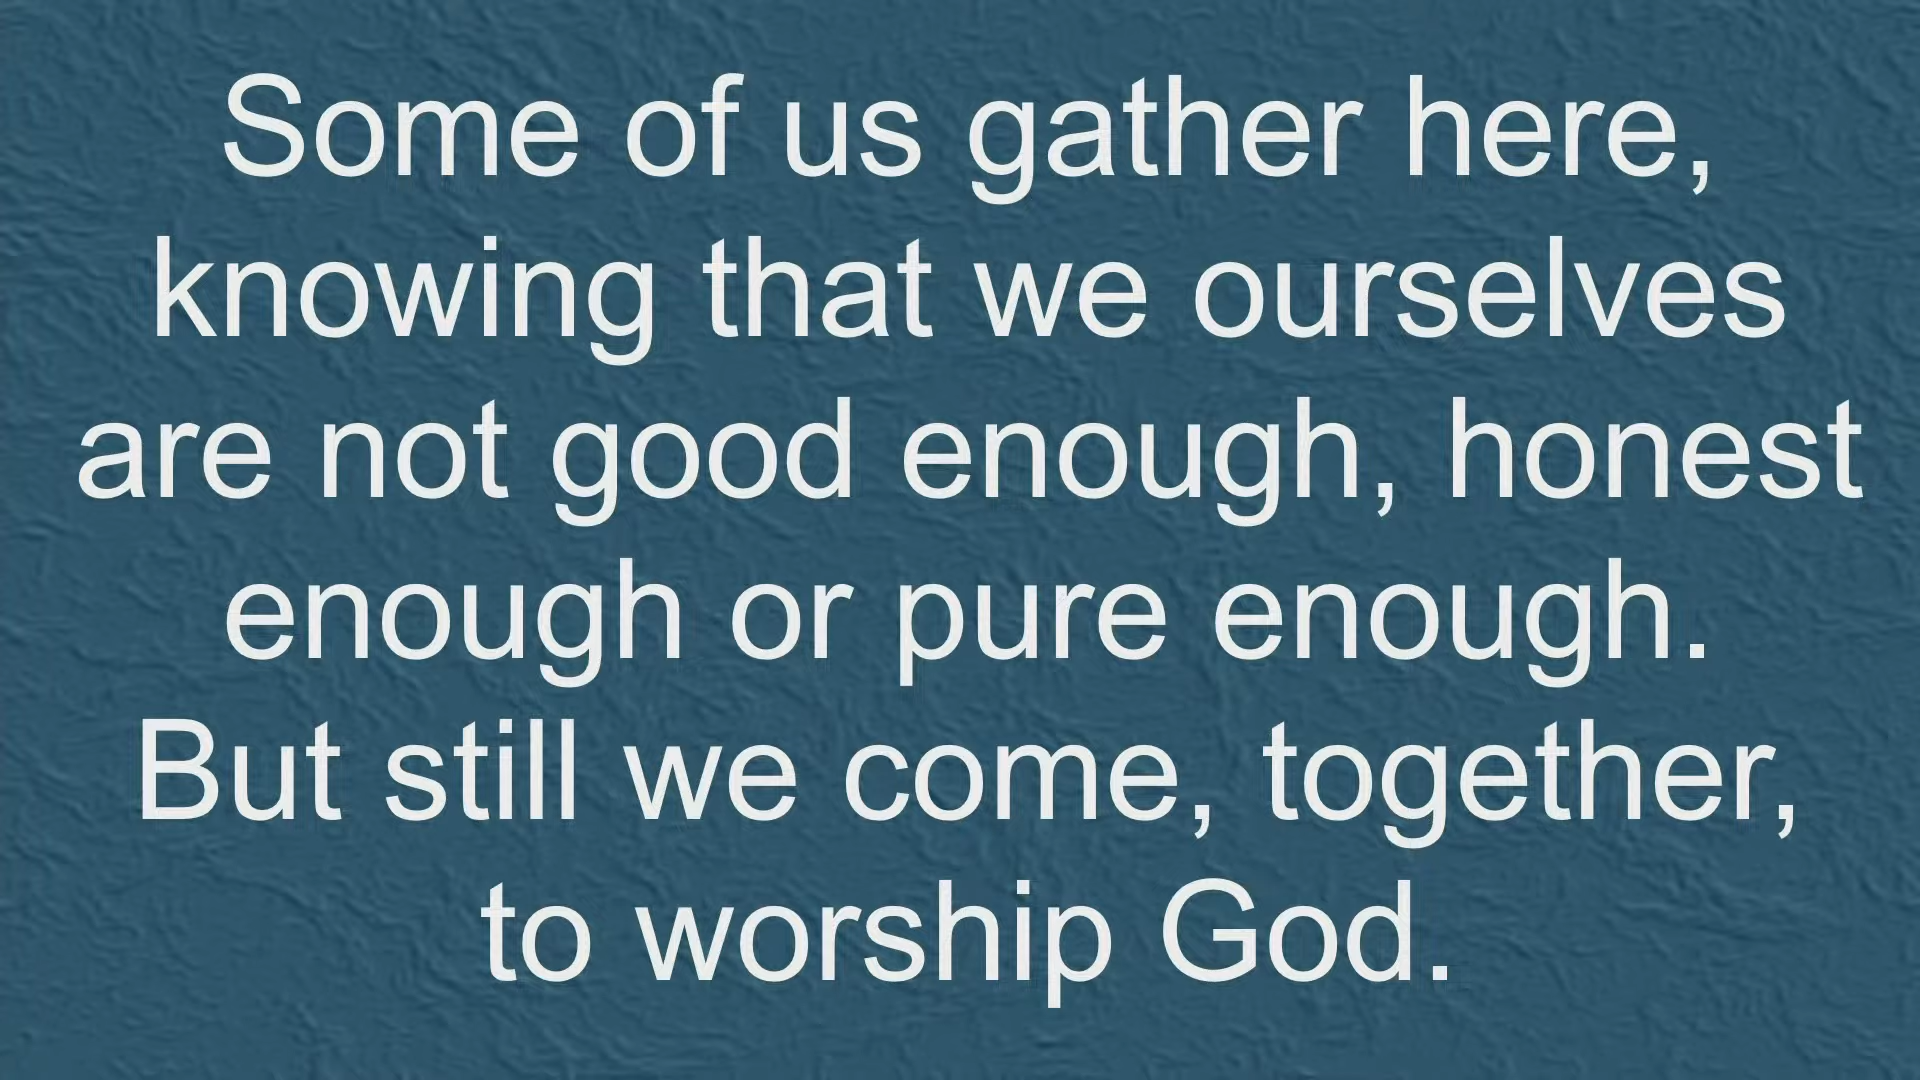 Some of us gather here,
knowing that we ourselves
are not good enough, honest
enough or pure enough.
But still we come, together,
to worship God.